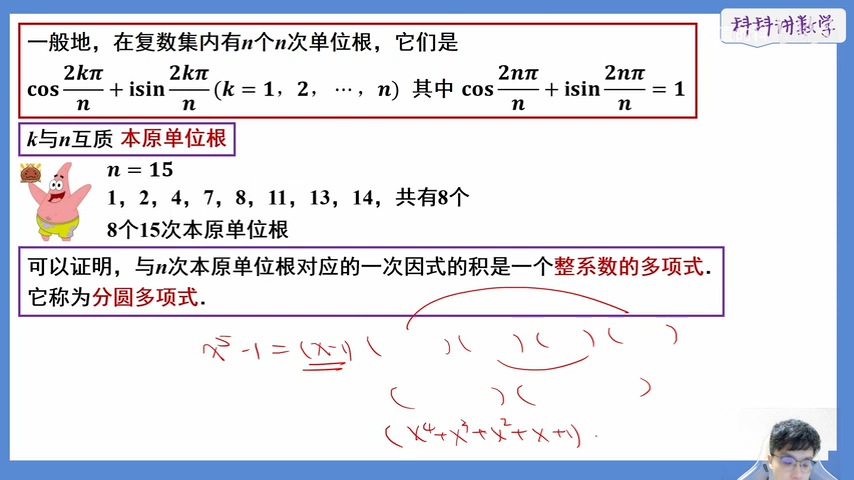 科科讲数学
一般地，在复数集内有n个n次单位根，它们是
cos 2kπ/n + isin 2kπ/n (k = 1，2，⋯，n) 其中 cos 2nπ/n + isin 2nπ/n = 1
k与n互质 本原单位根
n = 15
1，2，4，7，8，11，13，14，共有8个
8个15次本原单位根
可以证明，与n次本原单位根对应的一次因式的积是一个整系数的多项式．
它称为分圆多项式．
x⁵ - 1 = (x-1) ( ) ( ) ( ) ( )
( ) ( )
(x⁴+x³+x²+x+1)